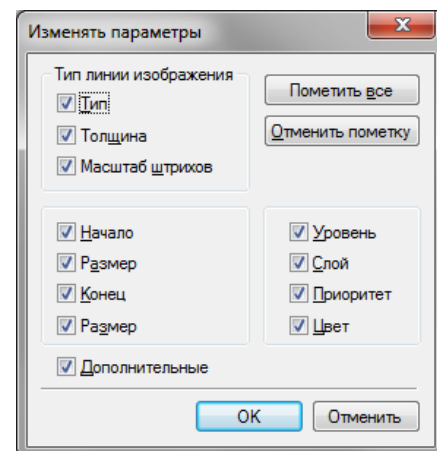 Изменять параметры
Тип линии изображения
Тип
Толщина
Масштаб штрихов
Пометить все
Отменить пометку
Начало
Размер
Конец
Размер
Уровень
Слой
Приоритет
Цвет
Дополнительные
OK
Отменить